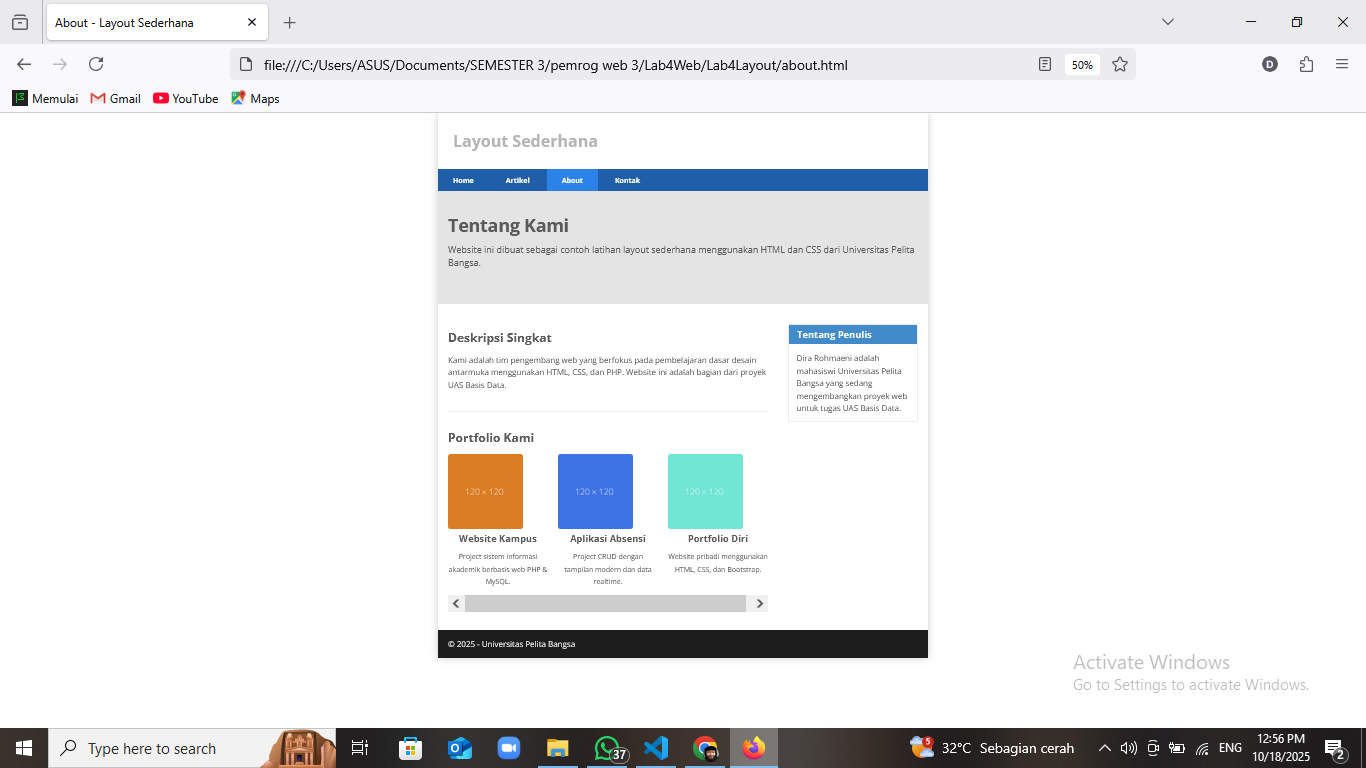 About - Layout Sederhana
file:///C:/Users/ASUS/Documents/SEMESTER 3/pemrog web 3/Lab4Web/Lab4Layout/about.html
50%
D
Memulai
Gmail
YouTube
Maps
Layout Sederhana
Home
Artikel
About
Kontak
Tentang Kami
Website ini dibuat sebagai contoh latihan layout sederhana menggunakan HTML dan CSS dari Universitas Pelita
Bangsa.
Deskripsi Singkat
Kami adalah tim pengembang web yang berfokus pada pembelajaran dasar desain
antarmuka menggunakan HTML, CSS, dan PHP. Website ini adalah bagian dari proyek
UAS Basis Data.
Tentang Penulis
Dira Rohmaeni adalah
mahasiswi Universitas Pelita
Bangsa yang sedang
mengembangkan proyek web
untuk tugas UAS Basis Data.
Portfolio Kami
120 × 120
120 × 120
120 × 120
Website Kampus
Project sistem informasi
akademik berbasis web PHP &
MySQL.
Aplikasi Absensi
Project CRUD dengan
tampilan modern dan data
realtime.
Portfolio Diri
Website pribadi menggunakan
HTML, CSS, dan Bootstrap.
© 2025 - Universitas Pelita Bangsa
Activate Windows
Go to Settings to activate Windows.
Type here to search
37
5
32°C Sebagian cerah
ENG
12:56 PM
10/18/2025
2